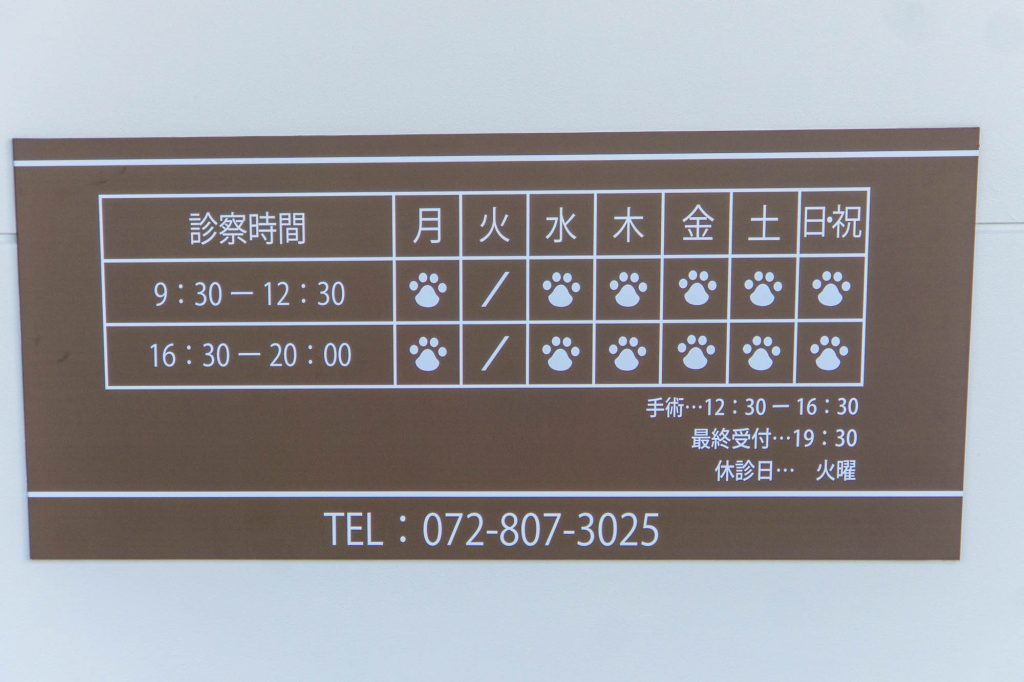 診察時間 月 火 水 木 金 土 日・祝
9：30 ー 12：30 ／
16：30 ー 20：00 ／
手術…12：30 ー 16：30
最終受付…19：30
休診日… 火曜
TEL：072-807-3025